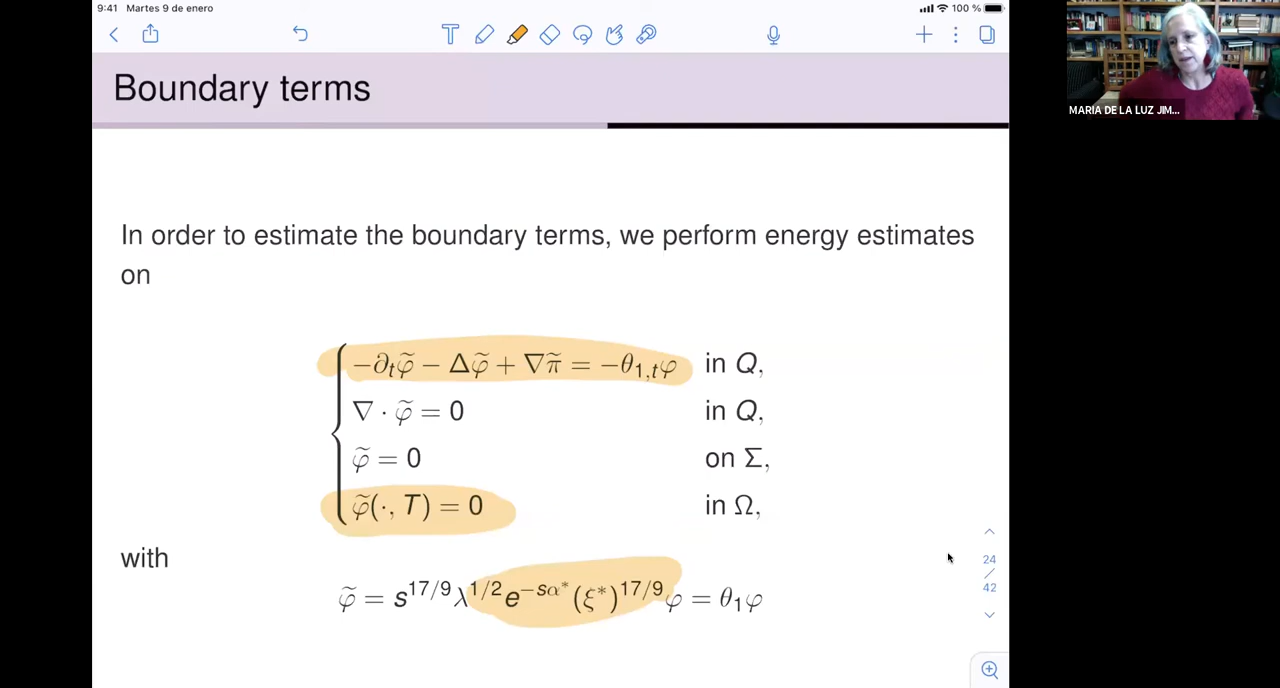 9:41 Martes 9 de enero 100 %
Boundary terms
MARIA DE LA LUZ JIM...
In order to estimate the boundary terms, we perform energy estimates
on
−∂ₜφ̃ − Δφ̃ + ∇π̃ = −θ₁,ₜφ in Q,
∇ · φ̃ = 0 in Q,
φ̃ = 0 on Σ,
φ̃(·, T) = 0 in Ω,
with
φ̃ = s^{17/9}λ^{1/2}e^{−sα*}(ξ*)^{17/9}φ = θ₁φ
24
/
42